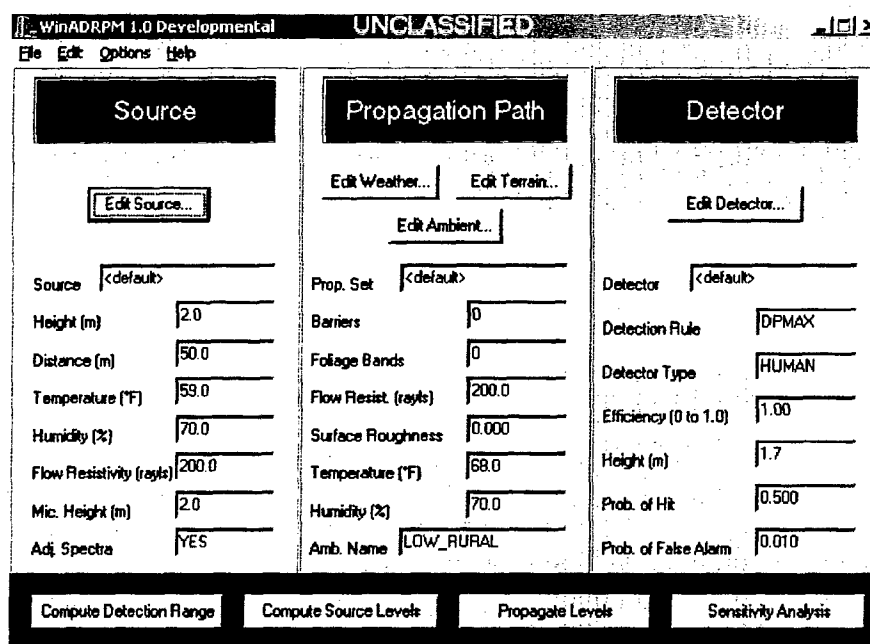 WinADRPM 1.0 Developmental UNCLASSIFIED
File Edit Options Help
Source
Edit Source...
Source <default>
Height (m) 2.0
Distance (m) 50.0
Temperature (°F) 59.0
Humidity (%) 70.0
Flow Resistivity (rayls) 200.0
Mic. Height (m) 2.0
Adj. Spectra YES
Propagation Path
Edit Weather... Edit Terrain...
Edit Ambient...
Prop. Set <default>
Barriers 0
Foliage Bands 0
Flow Resist. (rayls) 200.0
Surface Roughness 0.000
Temperature (°F) 68.0
Humidity (%) 70.0
Amb. Name LOW_RURAL
Detector
Edit Detector...
Detector <default>
Detection Rule DPMAX
Detector Type HUMAN
Efficiency (0 to 1.0) 1.00
Height (m) 1.7
Prob. of Hit 0.500
Prob. of False Alarm 0.010
Compute Detection Range Compute Source Levels Propagate Levels Sensitivity Analysis